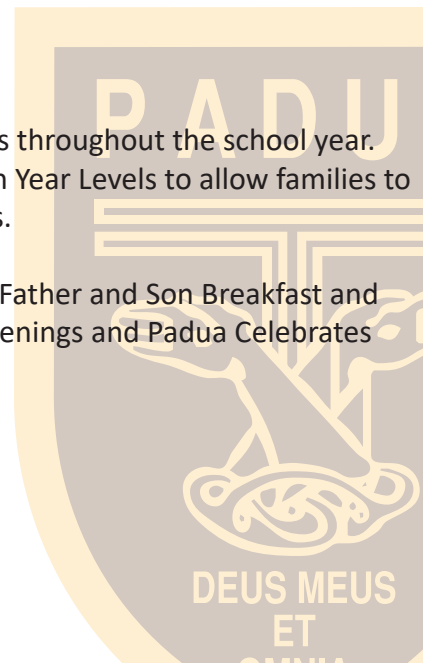 PADU
s throughout the school year.
n Year Levels to allow families to
s.
Father and Son Breakfast and
enings and Padua Celebrates
DEUS MEUS
ET
OMNIA